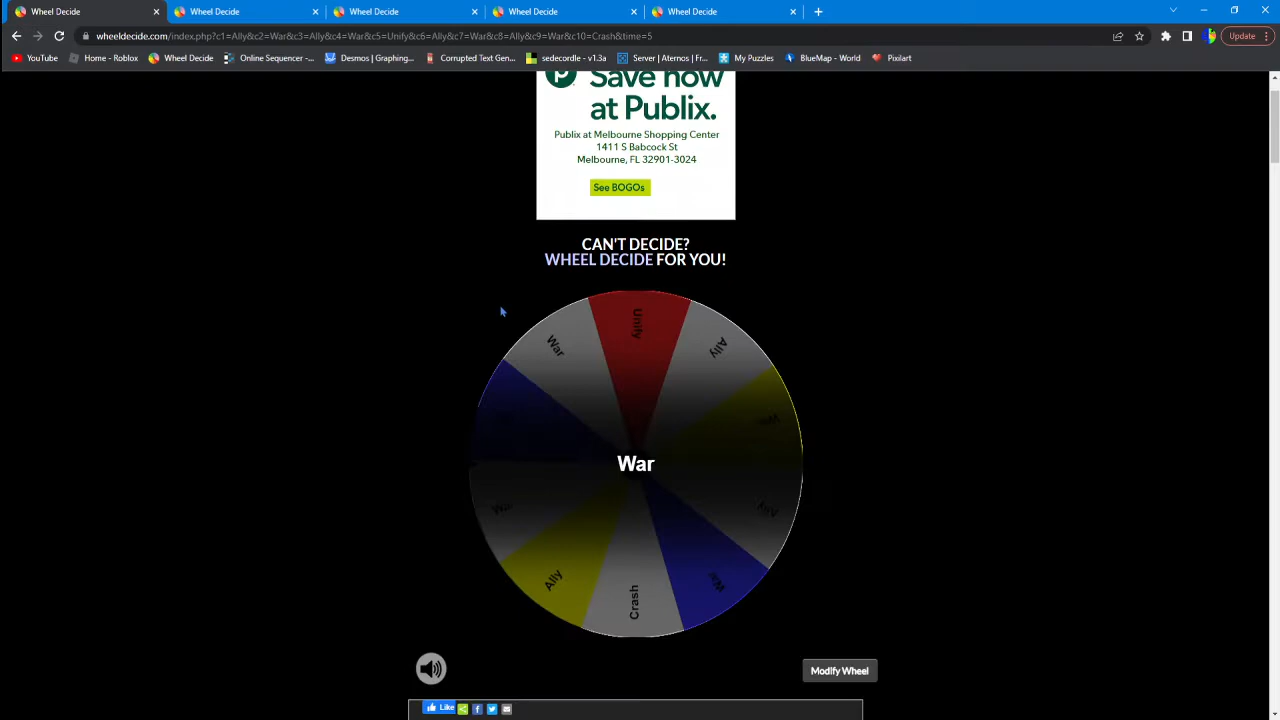 Wheel Decide
Wheel Decide
Wheel Decide
Wheel Decide
Wheel Decide
wheeldecide.com/index.php?c1=Ally&c2=War&c3=Ally&c4=War&c5=Unify&c6=Ally&c7=War&c8=Ally&c9=War&c10=Crash&time=5
Update
YouTube
Home - Roblox
Wheel Decide
Online Sequencer -...
Desmos | Graphing...
Corrupted Text Gen...
sedecordle - v1.3a
Server | Aternos | Fr...
My Puzzles
BlueMap - World
Pixilart
Save now
at Publix.
Publix at Melbourne Shopping Center
1411 S Babcock St
Melbourne, FL 32901-3024
See BOGOs
CAN'T DECIDE?
WHEEL DECIDE FOR YOU!
Unify
War
Ally
War
War
War
Ally
Ally
War
Crash
Modify Wheel
Like